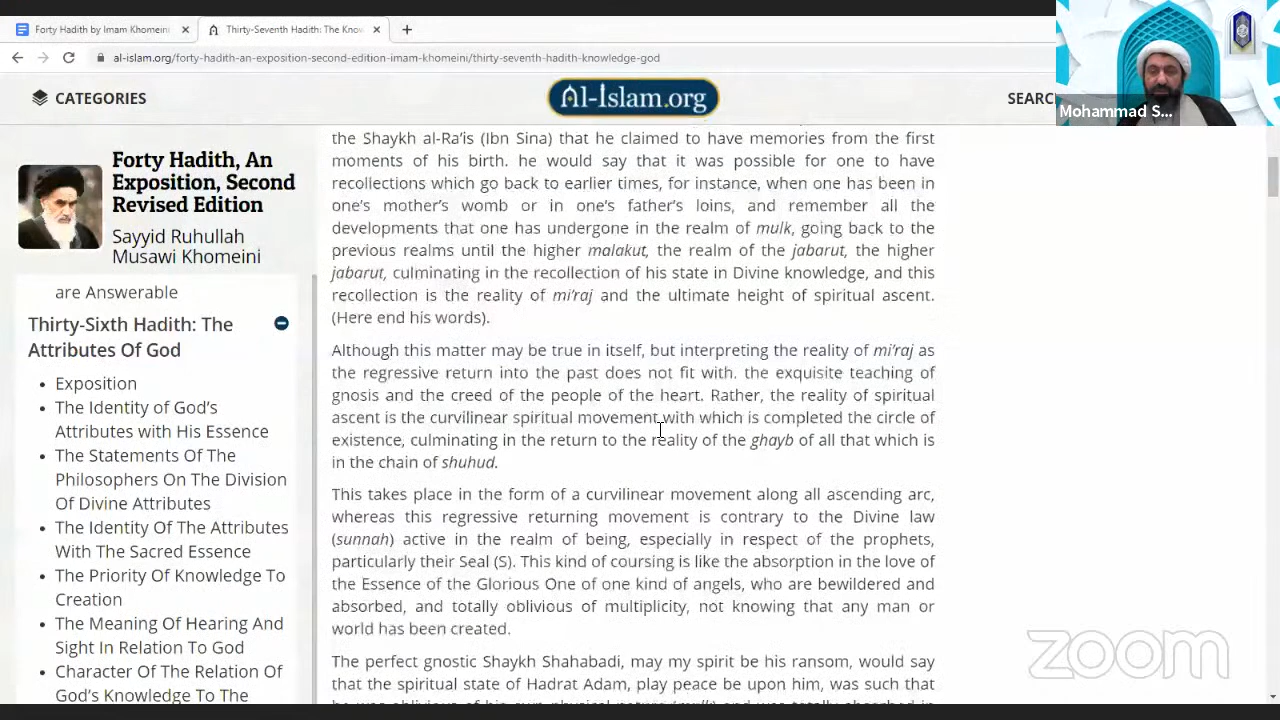 Forty Hadith by Imam Khomeini
Thirty-Seventh Hadith: The Know
al-islam.org/forty-hadith-an-exposition-second-edition-imam-khomeini/thirty-seventh-hadith-knowledge-god
Mohammad S...
CATEGORIES
Al-Islam.org
SEARC
Forty Hadith, An
Exposition, Second
Revised Edition
Sayyid Ruhullah
Musawi Khomeini
are Answerable
Thirty-Sixth Hadith: The
Attributes Of God
Exposition
The Identity of God's
Attributes with His Essence
The Statements Of The
Philosophers On The Division
Of Divine Attributes
The Identity Of The Attributes
With The Sacred Essence
The Priority Of Knowledge To
Creation
The Meaning Of Hearing And
Sight In Relation To God
Character Of The Relation Of
God's Knowledge To The
the Shaykh al-Ra'is (Ibn Sina) that he claimed to have memories from the first
moments of his birth. he would say that it was possible for one to have
recollections which go back to earlier times, for instance, when one has been in
one's mother's womb or in one's father's loins, and remember all the
developments that one has undergone in the realm of mulk, going back to the
previous realms until the higher malakut, the realm of the jabarut, the higher
jabarut, culminating in the recollection of his state in Divine knowledge, and this
recollection is the reality of mi'raj and the ultimate height of spiritual ascent.
(Here end his words).
Although this matter may be true in itself, but interpreting the reality of mi'raj as
the regressive return into the past does not fit with. the exquisite teaching of
gnosis and the creed of the people of the heart. Rather, the reality of spiritual
ascent is the curvilinear spiritual movement with which is completed the circle of
existence, culminating in the return to the reality of the ghayb of all that which is
in the chain of shuhud.
This takes place in the form of a curvilinear movement along all ascending arc,
whereas this regressive returning movement is contrary to the Divine law
(sunnah) active in the realm of being, especially in respect of the prophets,
particularly their Seal (S). This kind of coursing is like the absorption in the love of
the Essence of the Glorious One of one kind of angels, who are bewildered and
absorbed, and totally oblivious of multiplicity, not knowing that any man or
world has been created.
The perfect gnostic Shaykh Shahabadi, may my spirit be his ransom, would say
that the spiritual state of Hadrat Adam, play peace be upon him, was such that
he was oblivious of his own physical nature (mulk) and was totally absorbed in
zoom